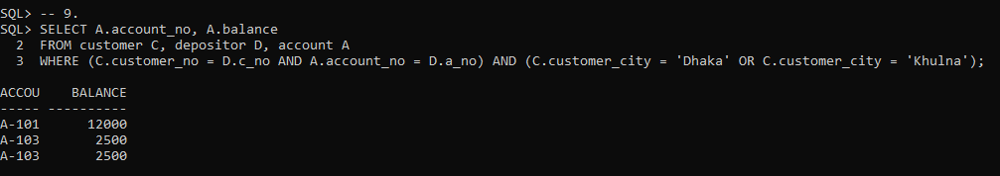 SQL> -- 9.
SQL> SELECT A.account_no, A.balance
  2  FROM customer C, depositor D, account A
  3  WHERE (C.customer_no = D.c_no AND A.account_no = D.a_no) AND (C.customer_city = 'Dhaka' OR C.customer_city = 'Khulna');
ACCOU    BALANCE
----- ----------
A-101      12000
A-103       2500
A-103       2500